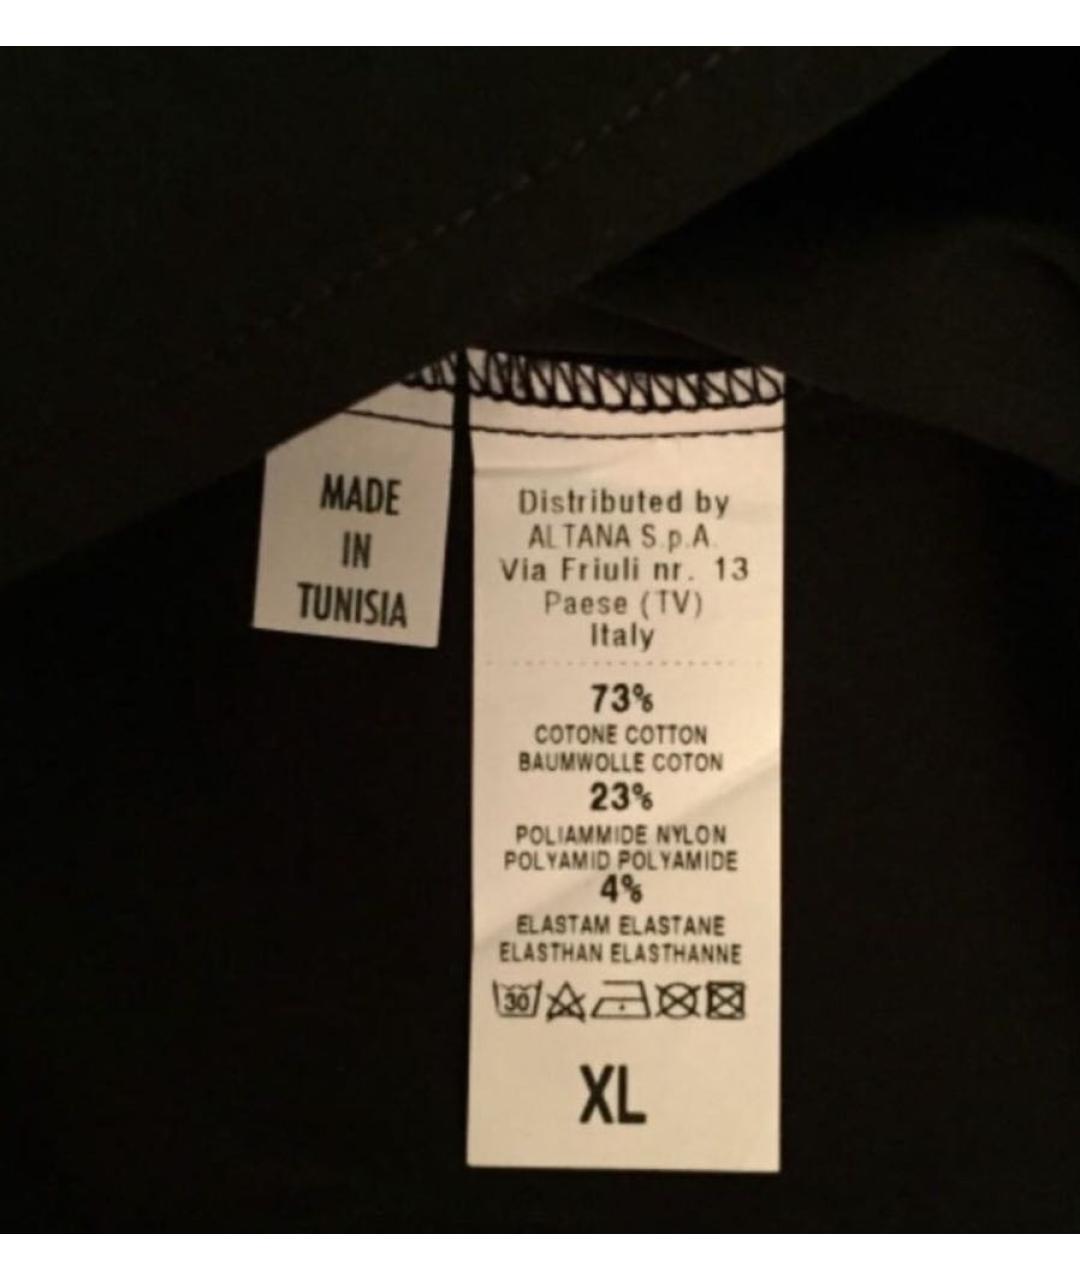 MADE
IN
TUNISIA
Distributed by
ALTANA S.p.A.
Via Friuli nr. 13
Paese (TV)
Italy
73%
COTONE COTTON
BAUMWOLLE COTON
23%
POLIAMMIDE NYLON
POLYAMID POLYAMIDE
4%
ELASTAM ELASTANE
ELASTHAN ELASTHANNE
30
XL